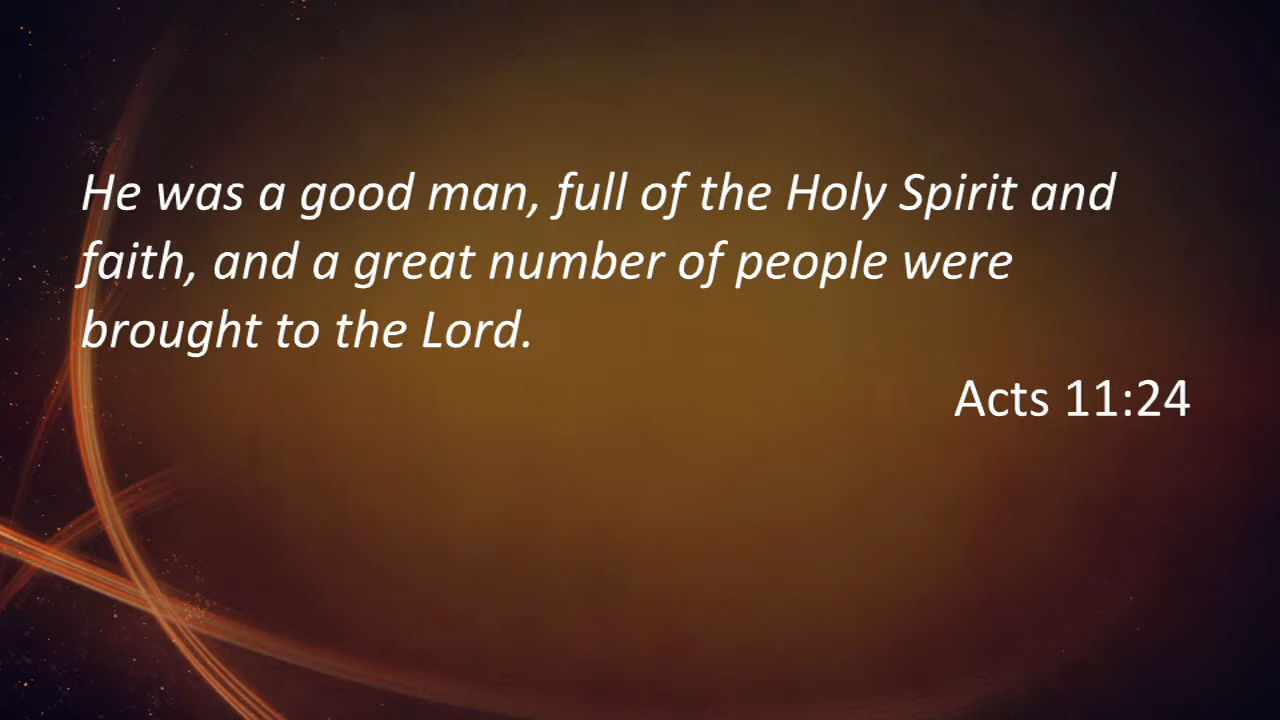 He was a good man, full of the Holy Spirit and
faith, and a great number of people were
brought to the Lord.
Acts 11:24